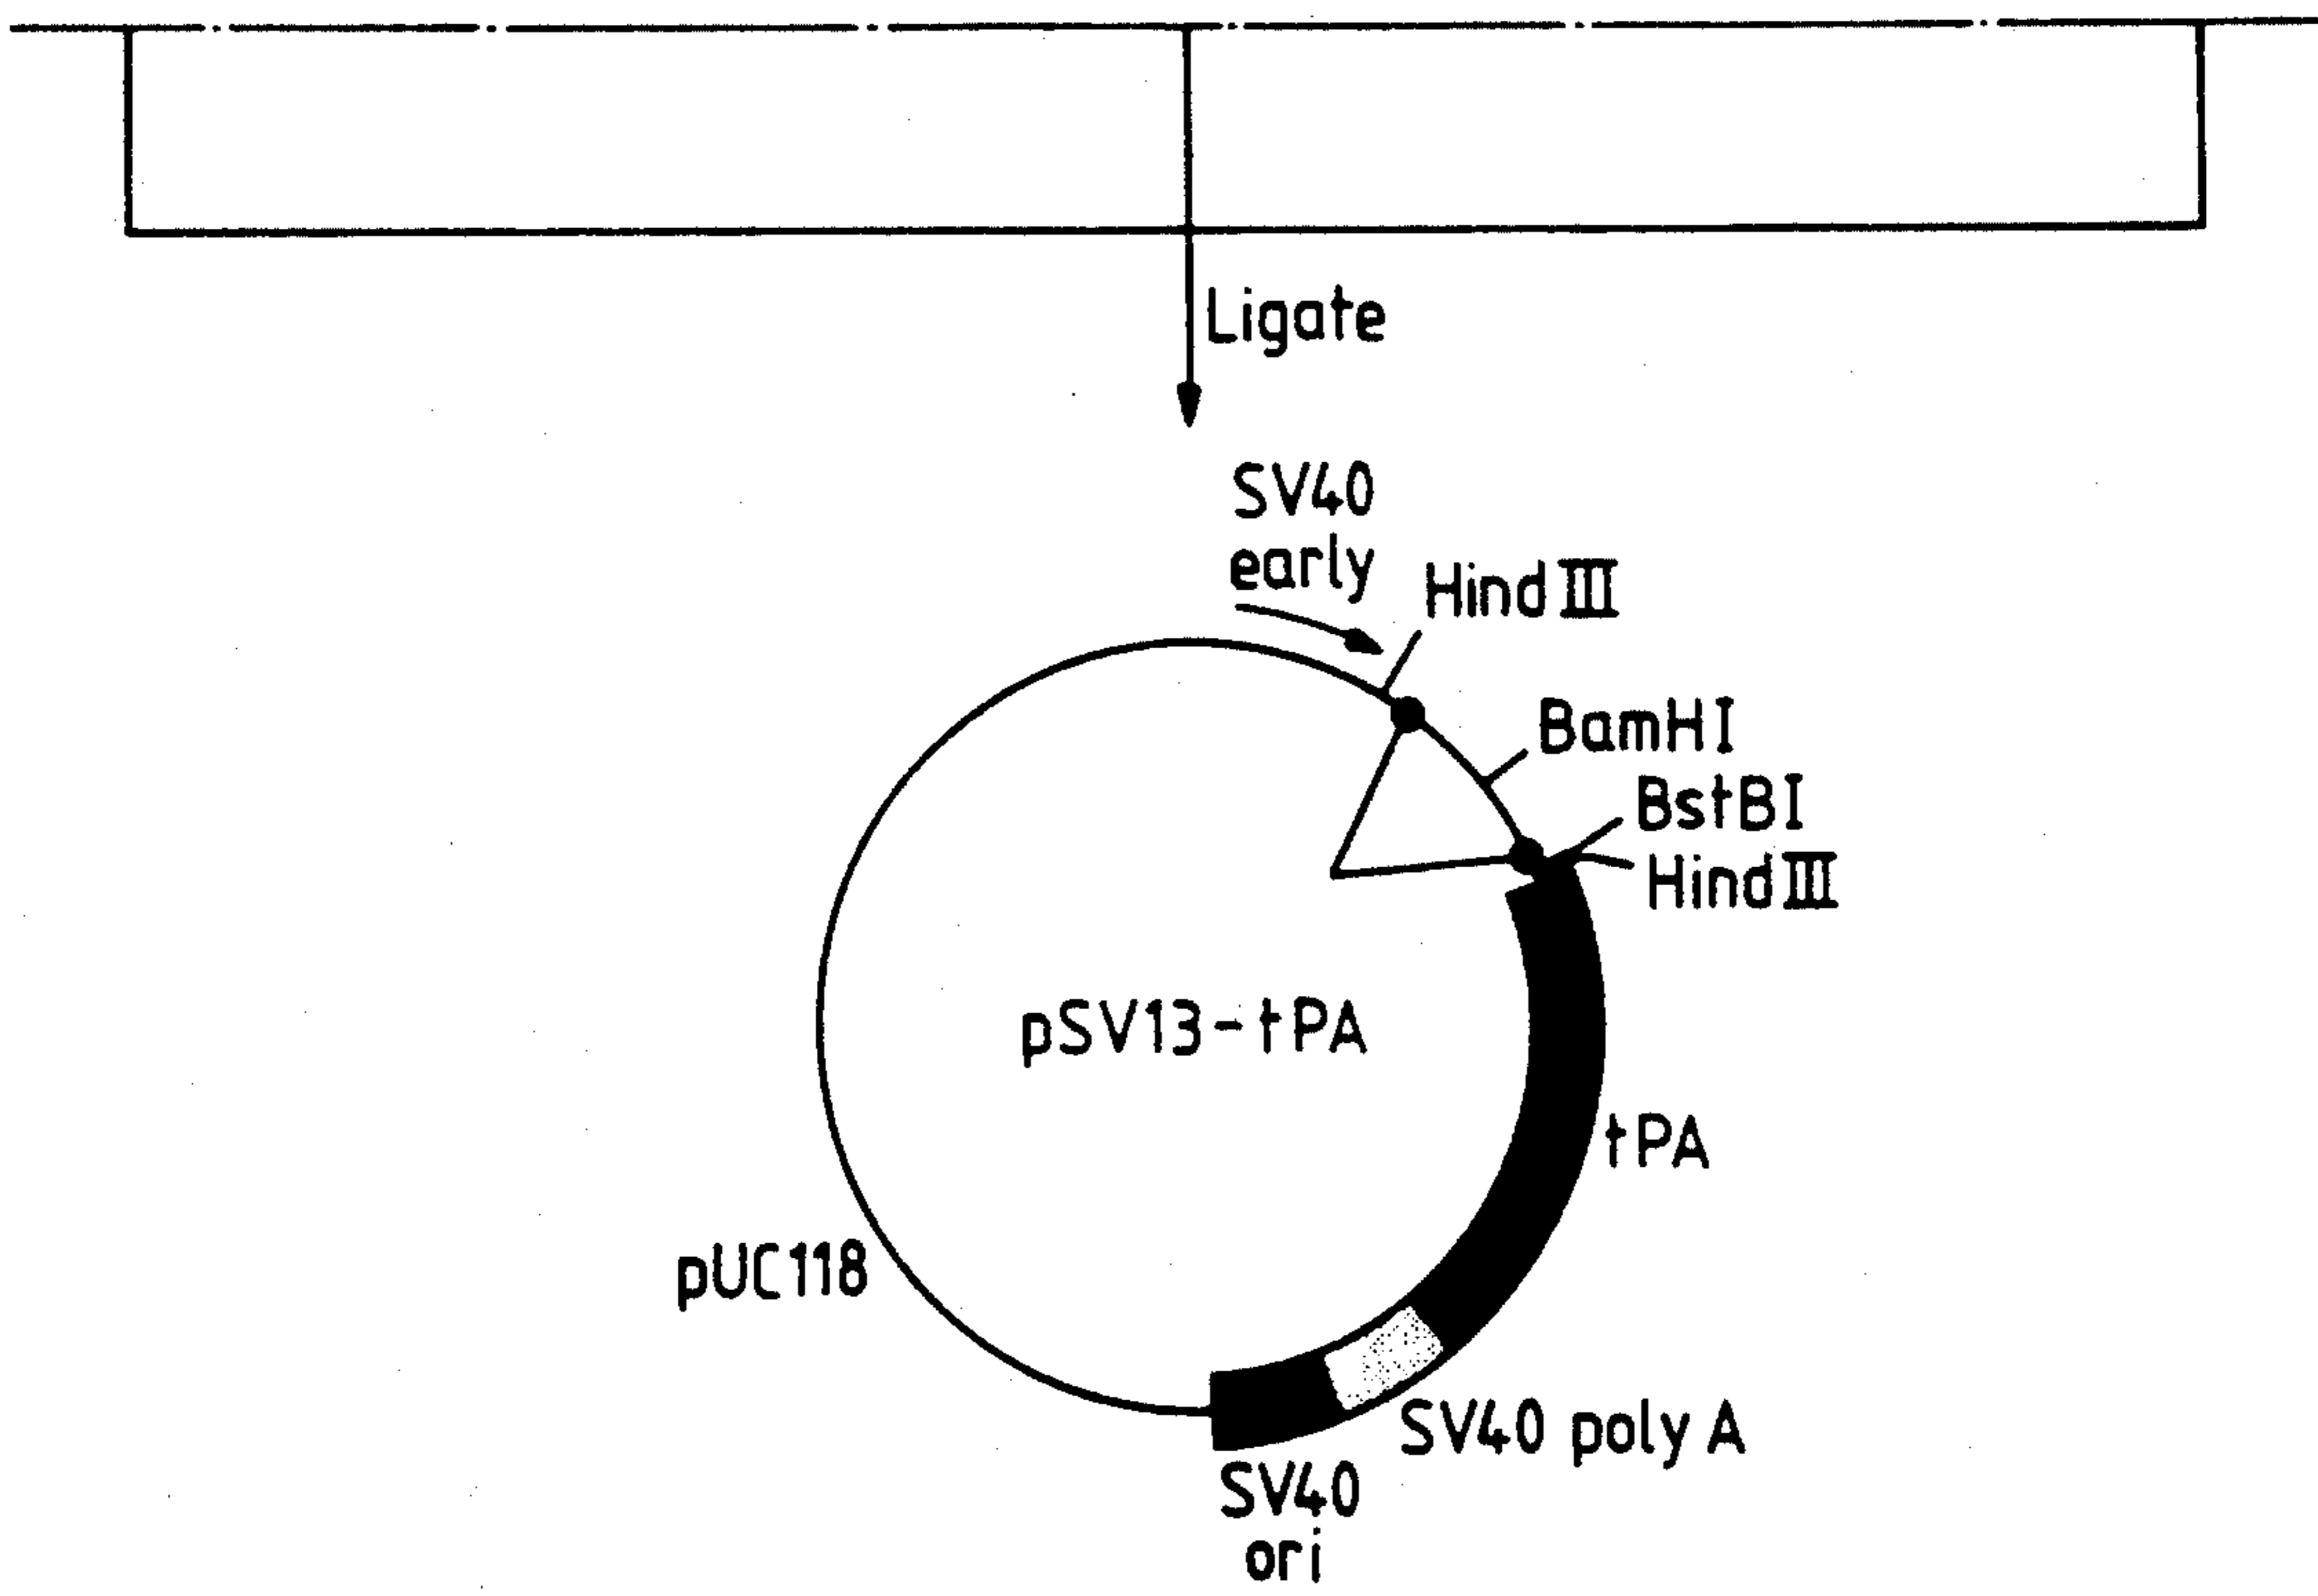 Ligate
SV40
early
Hind III
BamHI
BstBI
Hind III
pSV13-tPA
tPA
pUC118
SV40 poly A
SV40
ori